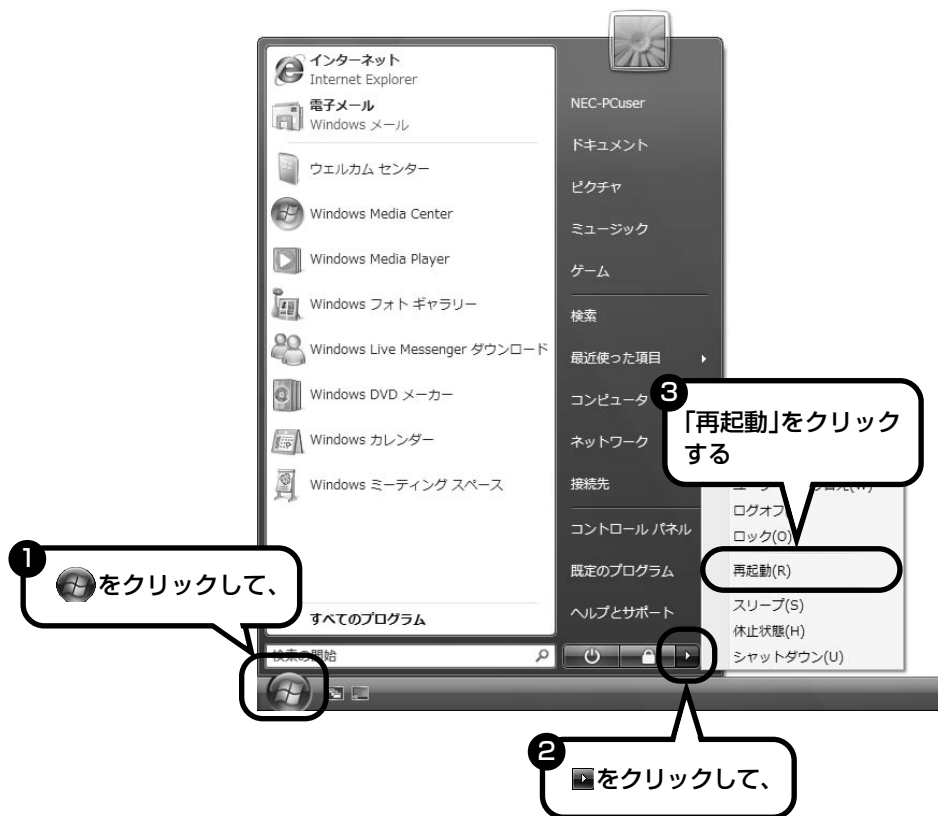 インターネット
Internet Explorer
電子メール
Windows メール
ウェルカム センター
Windows Media Center
Windows Media Player
Windows フォト ギャラリー
Windows Live Messenger ダウンロード
Windows DVD メーカー
Windows カレンダー
Windows ミーティング スペース
すべてのプログラム
検索の開始
NEC-PCuser
ドキュメント
ピクチャ
ミュージック
ゲーム
検索
最近使った項目
コンピュータ
ネットワーク
接続先
コントロール パネル
既定のプログラム
ヘルプとサポート
ログオフ
ロック(O)
再起動(R)
スリープ(S)
休止状態(H)
シャットダウン(U)
1
をクリックして、
2
をクリックして、
3
「再起動」をクリック
する